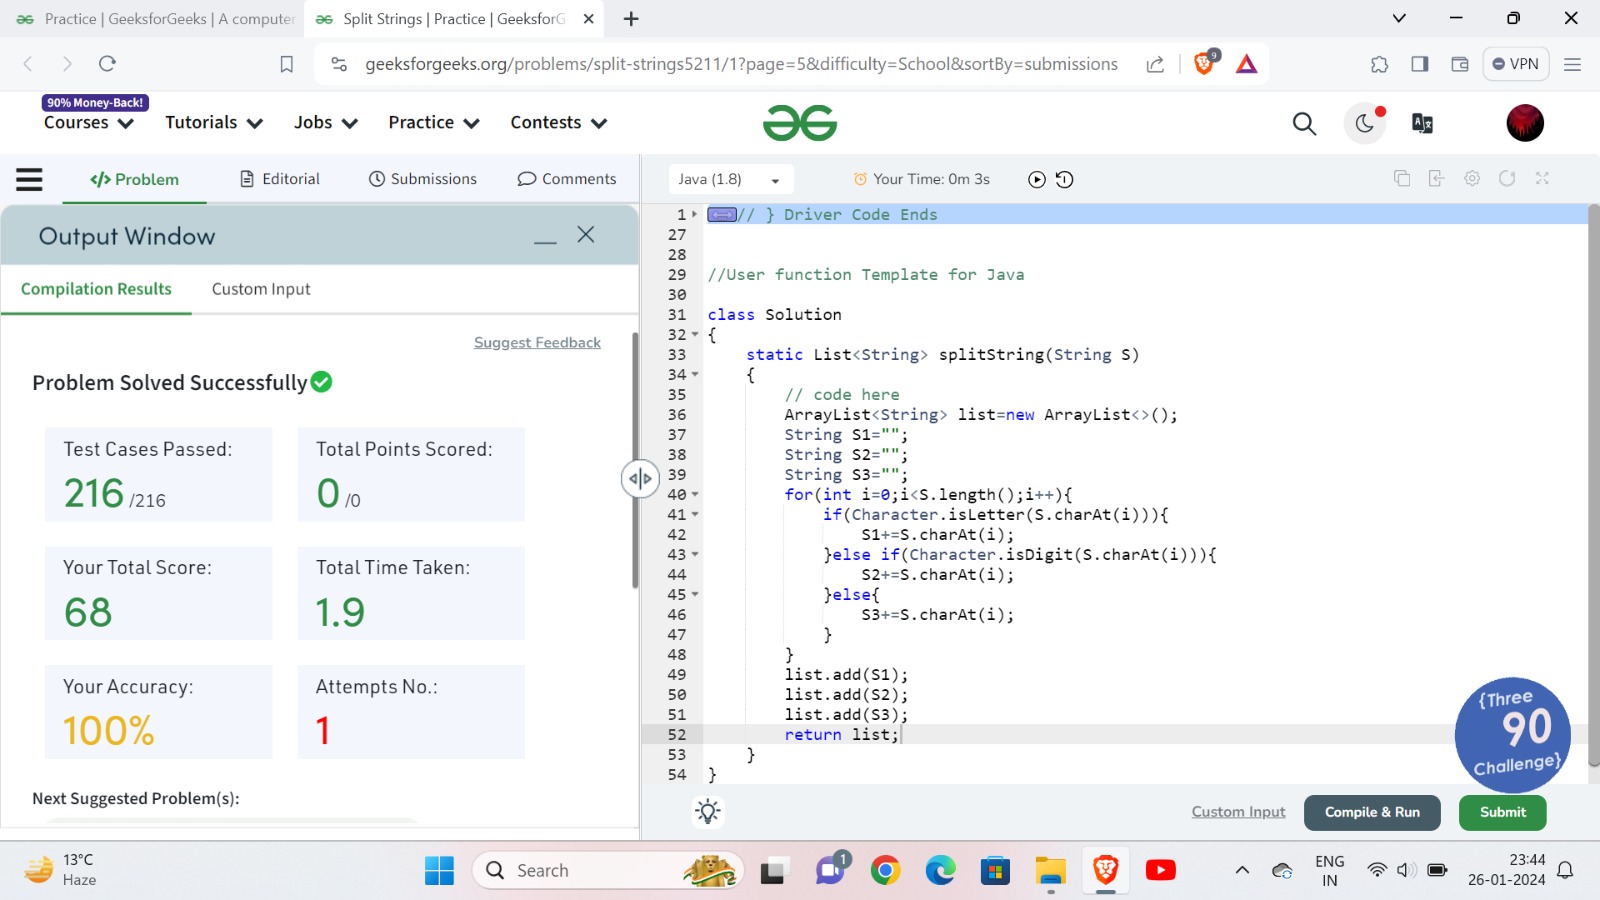 Practice | GeeksforGeeks | A computer
Split Strings | Practice | GeeksforG
geeksforgeeks.org/problems/split-strings5211/1?page=5&difficulty=School&sortBy=submissions
9
VPN
90% Money-Back!
Courses
Tutorials
Jobs
Practice
Contests
</> Problem
Editorial
Submissions
Comments
Java (1.8)
Your Time: 0m 3s
Output Window
Compilation Results
Custom Input
Suggest Feedback
Problem Solved Successfully
Test Cases Passed:
216 /216
Total Points Scored:
0 /0
Your Total Score:
68
Total Time Taken:
1.9
Your Accuracy:
100%
Attempts No.:
1
Next Suggested Problem(s):
1 // } Driver Code Ends
27
28
29 //User function Template for Java
30
31 class Solution
32 {
33 static List<String> splitString(String S)
34 {
35 // code here
36 ArrayList<String> list=new ArrayList<>();
37 String S1="";
38 String S2="";
39 String S3="";
40 for(int i=0;i<S.length();i++){
41 if(Character.isLetter(S.charAt(i))){
42 S1+=S.charAt(i);
43 }else if(Character.isDigit(S.charAt(i))){
44 S2+=S.charAt(i);
45 }else{
46 S3+=S.charAt(i);
47 }
48 }
49 list.add(S1);
50 list.add(S2);
51 list.add(S3);
52 return list;
53 }
54 }
{Three
90
Challenge}
Custom Input
Compile & Run
Submit
13°C
Haze
Search
1
ENG
IN
23:44
26-01-2024